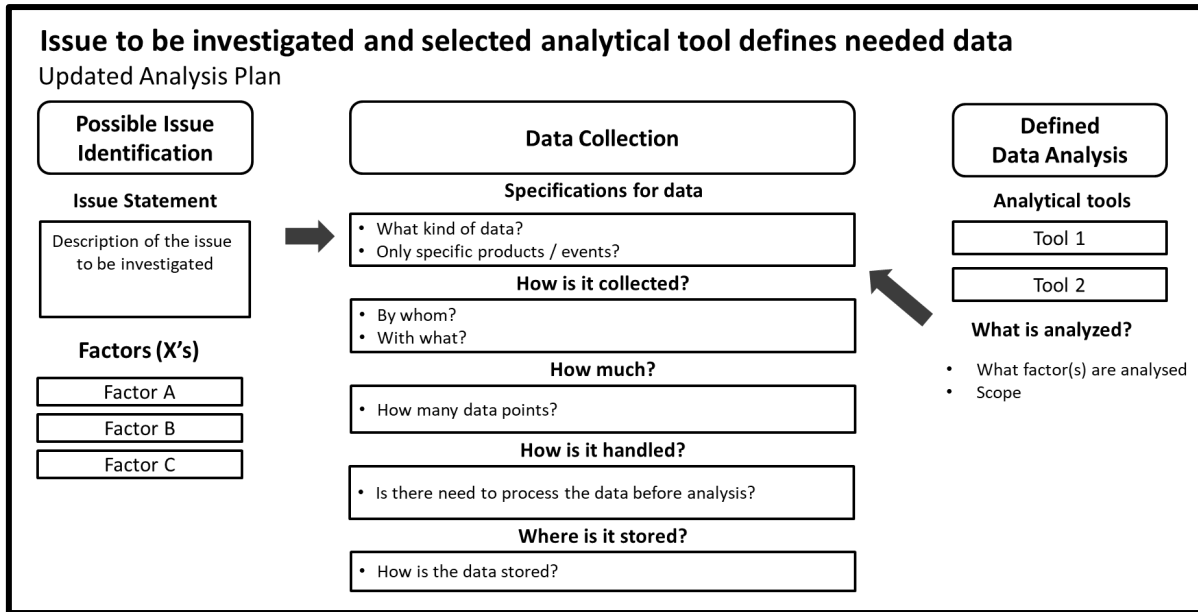 Issue to be investigated and selected analytical tool defines needed data
Updated Analysis Plan
Possible Issue
Identification
Issue Statement
Description of the issue
to be investigated
Factors (X's)
Factor A
Factor B
Factor C
Data Collection
Specifications for data
• What kind of data?
• Only specific products / events?
How is it collected?
• By whom?
• With what?
How much?
• How many data points?
How is it handled?
• Is there need to process the data before analysis?
Where is it stored?
• How is the data stored?
Defined
Data Analysis
Analytical tools
Tool 1
Tool 2
What is analyzed?
• What factor(s) are analysed
• Scope